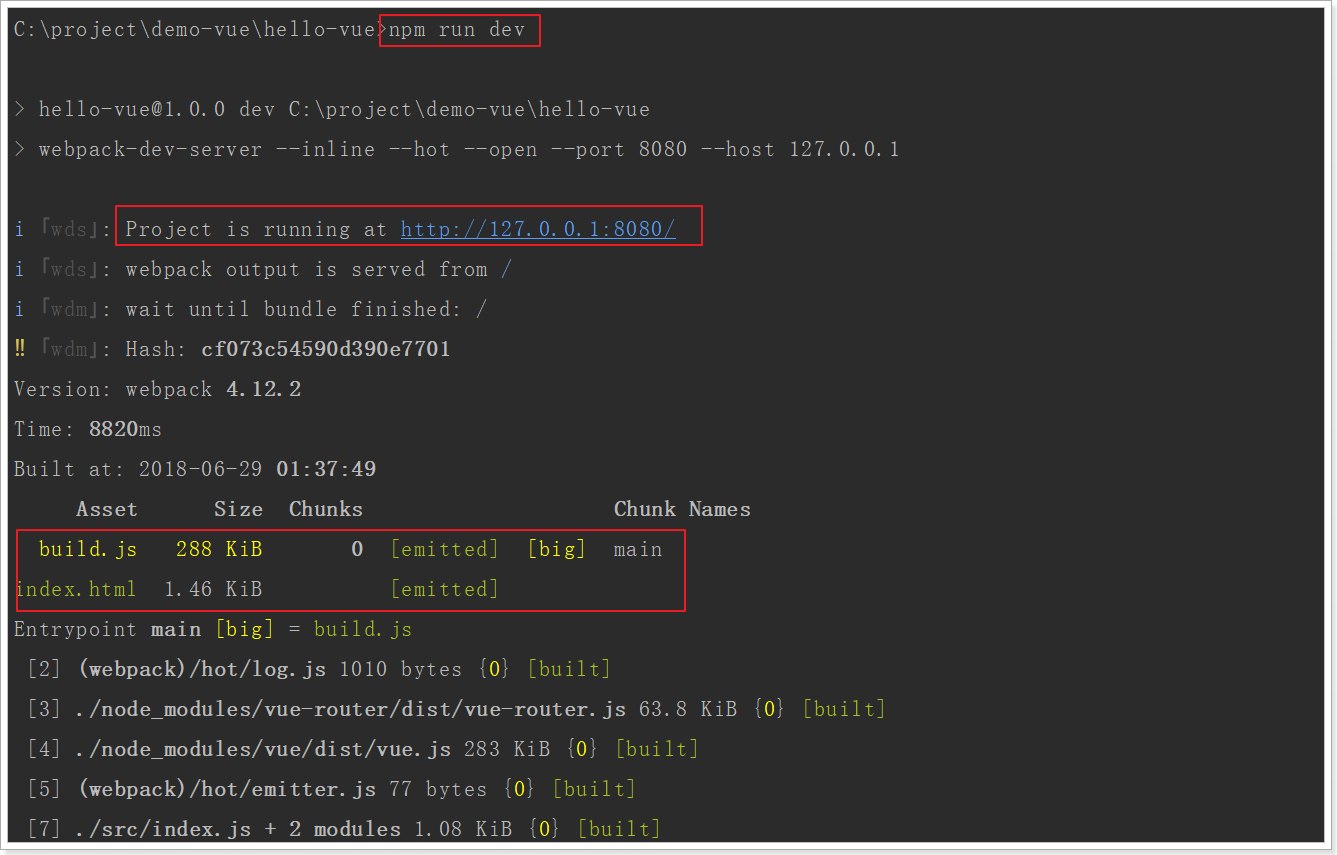 C:\project\demo-vue\hello-vue>npm run dev
> hello-vue@1.0.0 dev C:\project\demo-vue\hello-vue
> webpack-dev-server --inline --hot --open --port 8080 --host 127.0.0.1
i 「wds」: Project is running at http://127.0.0.1:8080/
i 「wds」: webpack output is served from /
i 「wdm」: wait until bundle finished: /
‼ 「wdm」: Hash: cf073c54590d390e7701
Version: webpack 4.12.2
Time: 8820ms
Built at: 2018-06-29 01:37:49
Asset Size Chunks Chunk Names
build.js 288 KiB 0 [emitted] [big] main
index.html 1.46 KiB [emitted]
Entrypoint main [big] = build.js
[2] (webpack)/hot/log.js 1010 bytes {0} [built]
[3] ./node_modules/vue-router/dist/vue-router.js 63.8 KiB {0} [built]
[4] ./node_modules/vue/dist/vue.js 283 KiB {0} [built]
[5] (webpack)/hot/emitter.js 77 bytes {0} [built]
[7] ./src/index.js + 2 modules 1.08 KiB {0} [built]